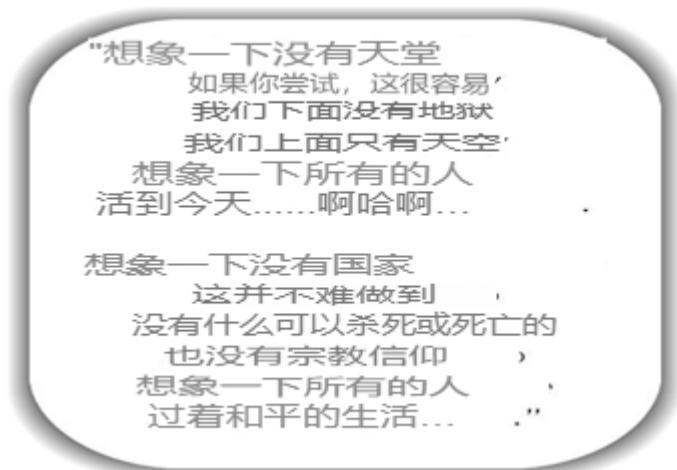 "想象一下没有天堂
如果你尝试，这很容易'
我们下面没有地狱
我们上面只有天空'
想象一下所有的人
活到今天......啊哈啊... .
想象一下没有国家
这并不难做到 ,
没有什么可以杀死或死亡的
也没有宗教信仰 ,
想象一下所有的人 ,
过着和平的生活... ."